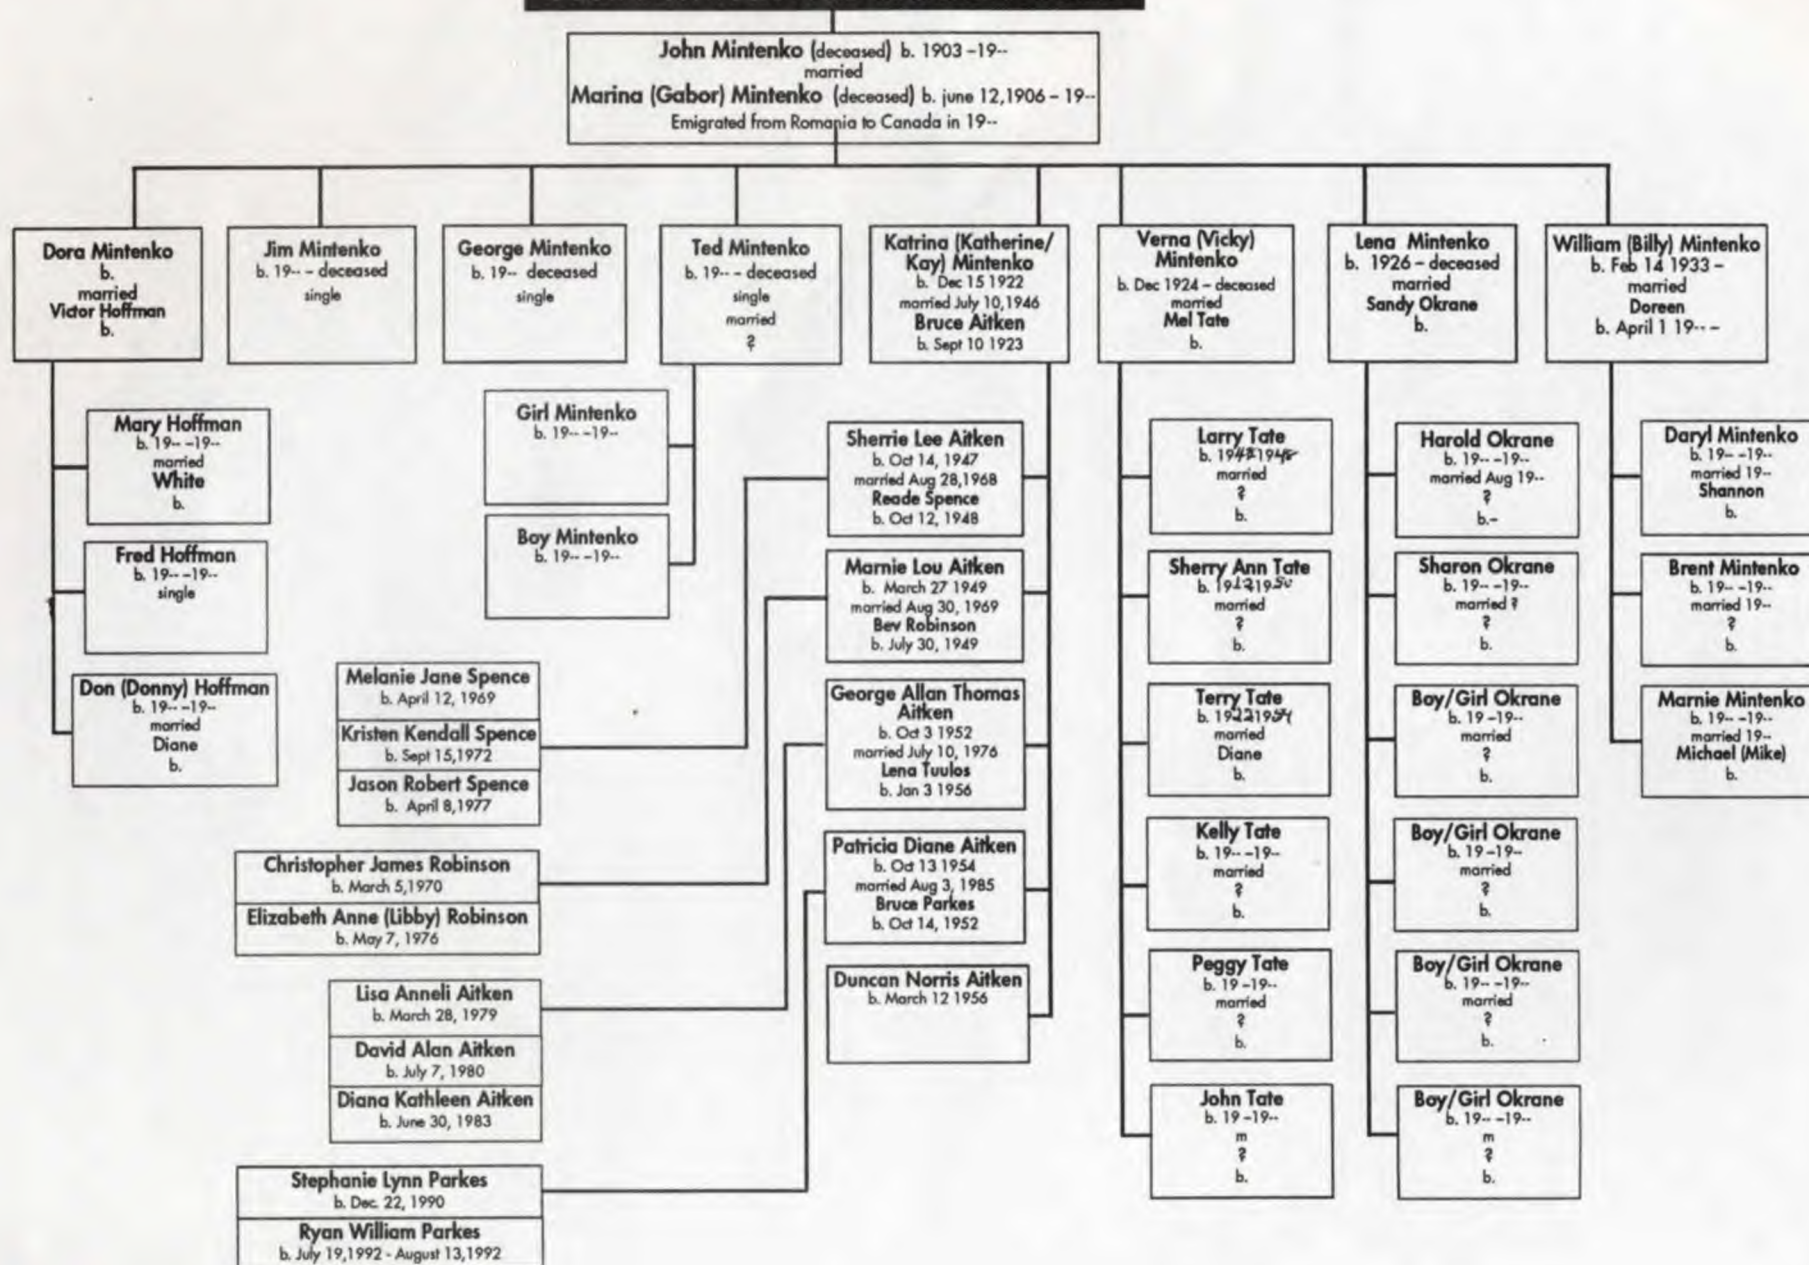 John Mintenko (deceased) b. 1903 -19--
married
Marina (Gabor) Mintenko (deceased) b. june 12,1906 - 19--
Emigrated from Romania to Canada in 19--
Dora Mintenko
b.
married
Victor Hoffman
b.
Jim Mintenko
b. 19-- - deceased
single
George Mintenko
b. 19-- deceased
single
Ted Mintenko
b. 19-- - deceased
single
married
?
Katrina (Katherine/
Kay) Mintenko
b. Dec 15 1922
married July 10,1946
Bruce Aitken
b. Sept 10 1923
Verna (Vicky)
Mintenko
b. Dec 1924 - deceased
married
Mel Tate
b.
Lena Mintenko
b. 1926 - deceased
married
Sandy Okrane
b.
William (Billy) Mintenko
b. Feb 14 1933 -
married
Doreen
b. April 1 19-- -
Mary Hoffman
b. 19-- -19--
married
White
b.
Fred Hoffman
b. 19-- -19--
single
Don (Donny) Hoffman
b. 19-- -19--
married
Diane
b.
Girl Mintenko
b. 19-- -19--
Boy Mintenko
b. 19-- -19--
Sherrie Lee Aitken
b. Oct 14, 1947
married Aug 28,1968
Reade Spence
b. Oct 12, 1948
Marnie Lou Aitken
b. March 27 1949
married Aug 30, 1969
Bev Robinson
b. July 30, 1949
George Allan Thomas
Aitken
b. Oct 3 1952
married July 10, 1976
Lena Tuulos
b. Jan 3 1956
Patricia Diane Aitken
b. Oct 13 1954
married Aug 3, 1985
Bruce Parkes
b. Oct 14, 1952
Duncan Norris Aitken
b. March 12 1956
Melanie Jane Spence
b. April 12, 1969
Kristen Kendall Spence
b. Sept 15,1972
Jason Robert Spence
b. April 8,1977
Christopher James Robinson
b. March 5,1970
Elizabeth Anne (Libby) Robinson
b. May 7, 1976
Lisa Anneli Aitken
b. March 28, 1979
David Alan Aitken
b. July 7, 1980
Diana Kathleen Aitken
b. June 30, 1983
Stephanie Lynn Parkes
b. Dec. 22, 1990
Ryan William Parkes
b. July 19,1992 - August 13,1992
Larry Tate
b.
married
?
b.
Sherry Ann Tate
b.
married
?
b.
Terry Tate
b.
married
Diane
b.
Kelly Tate
b. 19-- -19--
married
?
b.
Peggy Tate
b. 19 -19--
married
?
b.
John Tate
b. 19 -19--
m
?
b.
Harold Okrane
b. 19-- -19--
married Aug 19--
?
b.-
Sharon Okrane
b. 19-- -19--
married ?
?
b.
Boy/Girl Okrane
b. 19 -19--
married
?
b.
Boy/Girl Okrane
b. 19 -19--
married
?
b.
Boy/Girl Okrane
b. 19-- -19--
married
?
b.
Boy/Girl Okrane
b. 19-- -19--
m
?
b.
Daryl Mintenko
b. 19-- -19--
married 19--
Shannon
b.
Brent Mintenko
b. 19-- -19--
married 19--
?
b.
Marnie Mintenko
b. 19-- -19--
married 19--
Michael (Mike)
b.